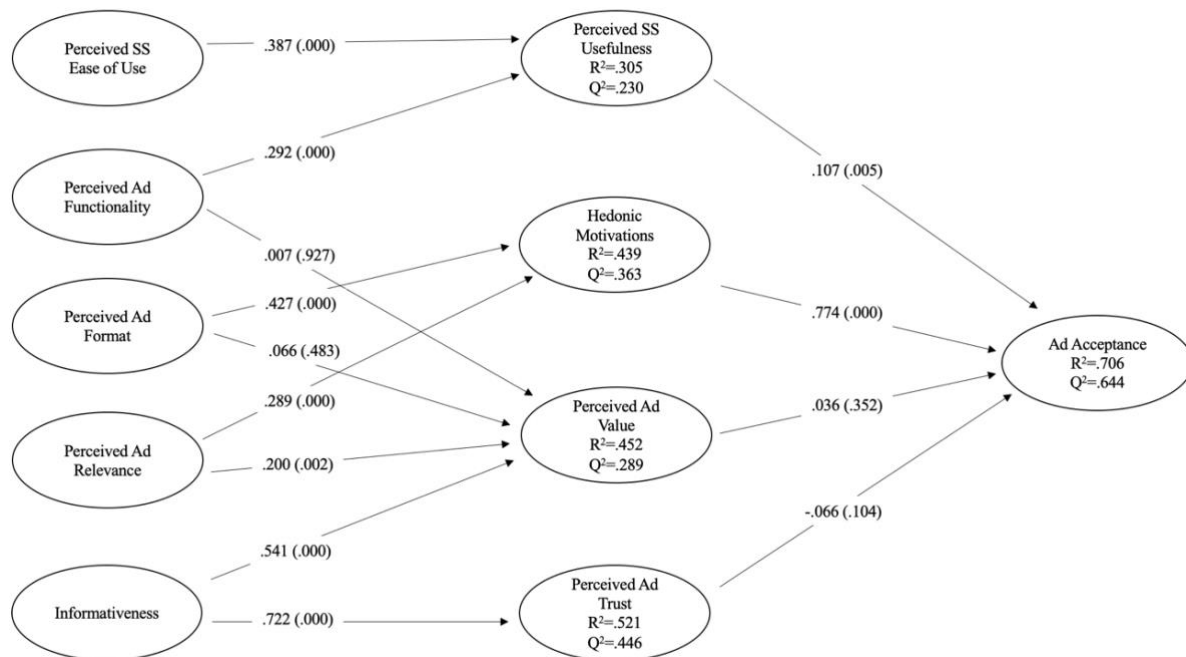 Perceived SS
Ease of Use
.387 (.000)
Perceived SS
Usefulness
R²=.305
Q²=.230
Perceived Ad
Functionality
.292 (.000)
.107 (.005)
.007 (.927)
Hedonic
Motivations
R²=.439
Q²=.363
Perceived Ad
Format
.427 (.000)
.066 (.483)
.774 (.000)
Ad Acceptance
R²=.706
Q²=.644
Perceived Ad
Relevance
.289 (.000)
.200 (.002)
Perceived Ad
Value
R²=.452
Q²=.289
.036 (.352)
.541 (.000)
-.066 (.104)
Informativeness
.722 (.000)
Perceived Ad
Trust
R²=.521
Q²=.446